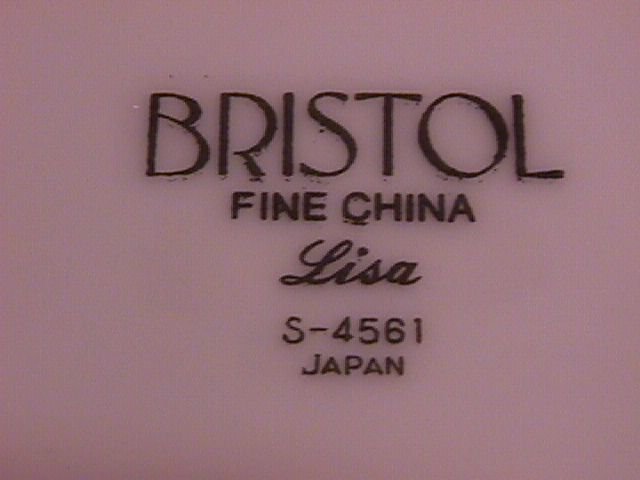 BRISTOL
FINE CHINA
Lisa
S-4561
JAPAN